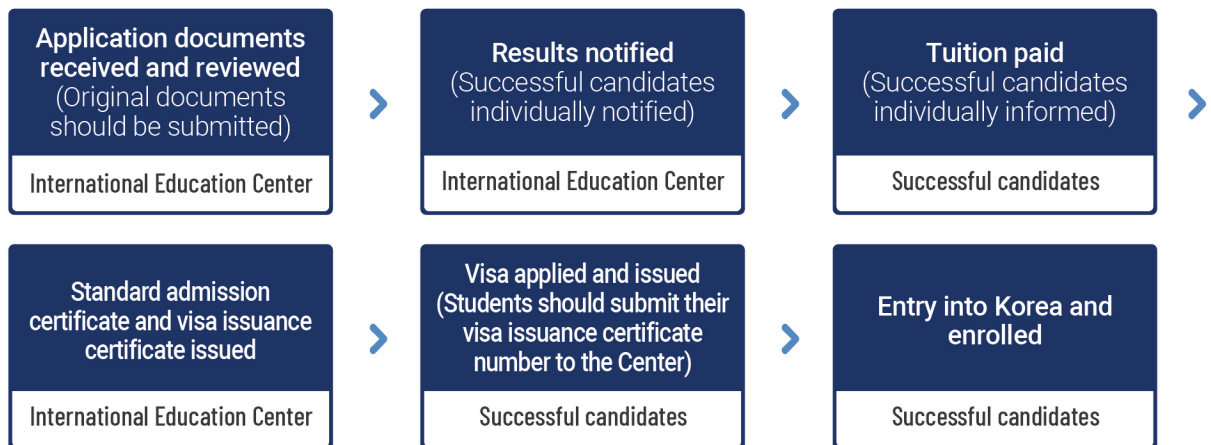 Application documents
received and reviewed
(Original documents
should be submitted)
International Education Center
Results notified
(Successful candidates
individually notified)
International Education Center
Tuition paid
(Successful candidates
individually informed)
Successful candidates
Standard admission
certificate and visa issuance
certificate issued
International Education Center
Visa applied and issued
(Students should submit their
visa issuance certificate
number to the Center)
Successful candidates
Entry into Korea and
enrolled
Successful candidates